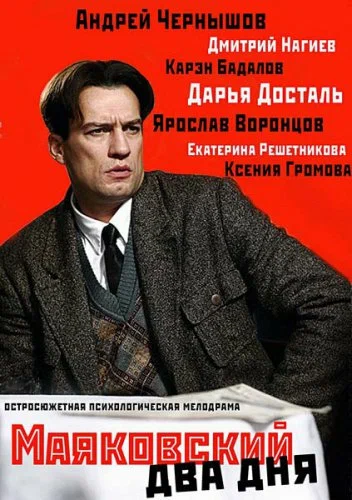 Андрей Чернышов
Дмитрий Нагиев
Карэн Бадалов
Дарья Досталь
Ярослав Воронцов
Екатерина Решетникова
Ксения Громова
остросюжетная психологическая мелодрама
Маяковский
два дня